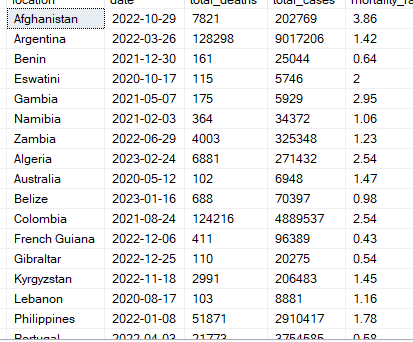 location date total_deaths total_cases mortality_ra
Afghanistan 2022-10-29 7821 202769 3.86
Argentina 2022-03-26 128298 9017206 1.42
Benin 2021-12-30 161 25044 0.64
Eswatini 2020-10-17 115 5746 2
Gambia 2021-05-07 175 5929 2.95
Namibia 2021-02-03 364 34372 1.06
Zambia 2022-06-29 4003 325348 1.23
Algeria 2023-02-24 6881 271432 2.54
Australia 2020-05-12 102 6948 1.47
Belize 2023-01-16 688 70397 0.98
Colombia 2021-08-24 124216 4889537 2.54
French Guiana 2022-12-06 411 96389 0.43
Gibraltar 2022-12-25 110 20275 0.54
Kyrgyzstan 2022-11-18 2991 206483 1.45
Lebanon 2020-08-17 103 8881 1.16
Philippines 2022-01-08 51871 2910417 1.78
Portugal 2022-04-03 21773 3754585 0.58